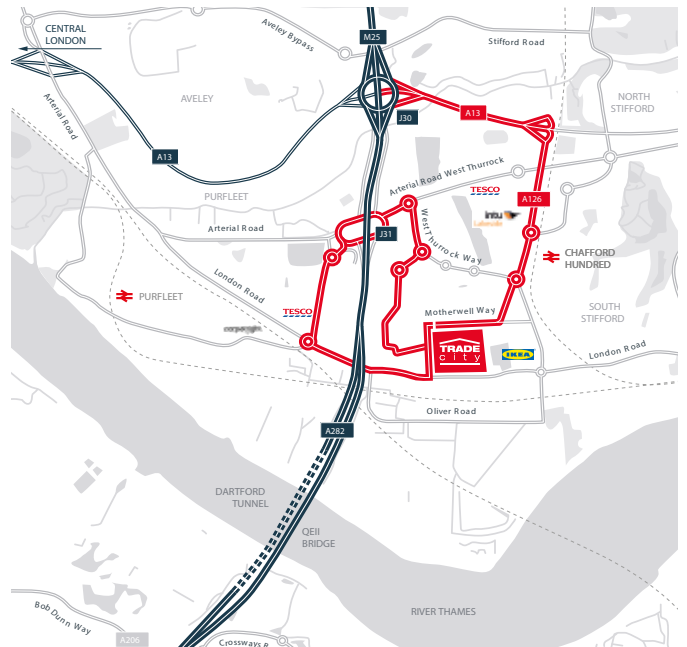 CENTRAL
LONDON
Aveley Bypass
M25
Stifford Road
AVELEY
NORTH
STIFFORD
Arterial Road
A13
J30
A13
Arterial Road West Thurrock
TESCO
A126
PURFLEET
intu
Lakeside
West Thurrock Way
Arterial Road
J31
CHAFFORD
HUNDRED
London Road
PURFLEET
TESCO
Motherwell Way
SOUTH
STIFFORD
TRADE
city
IKEA
London Road
Oliver Road
A282
DARTFORD
TUNNEL
QEII
BRIDGE
RIVER THAMES
Bob Dunn Way
A206
Crossways B